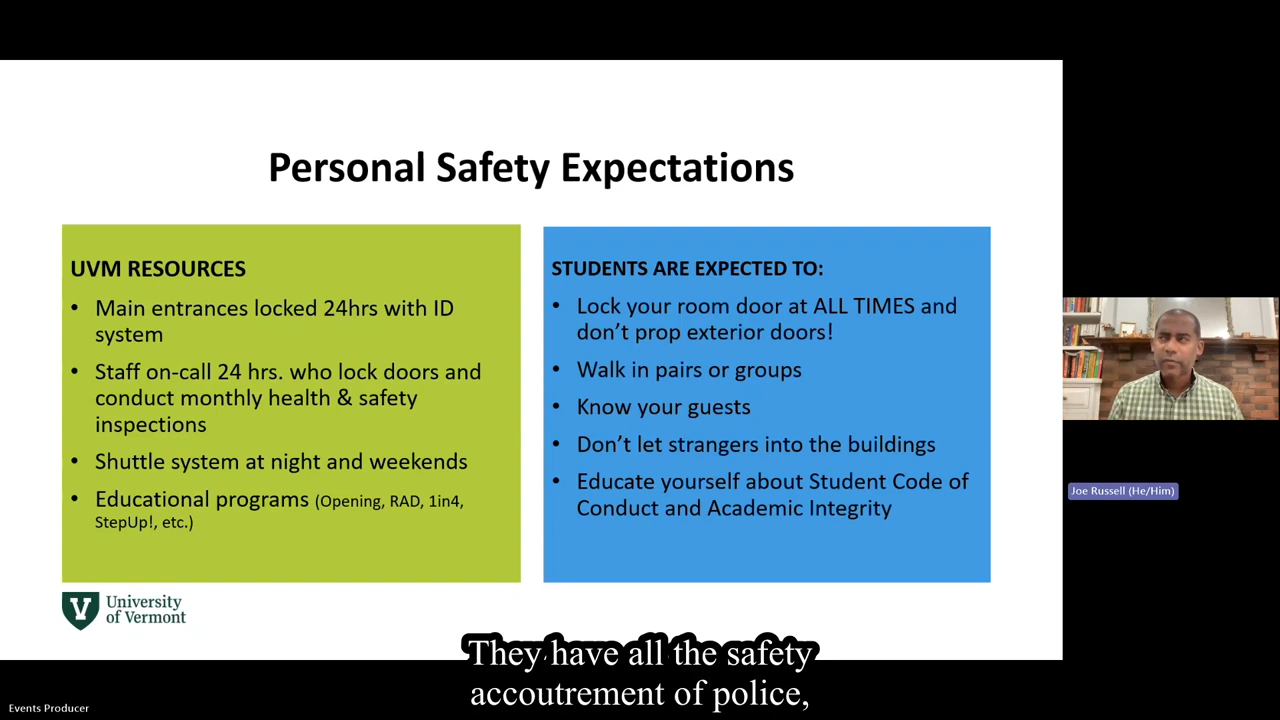 Personal Safety Expectations
UVM RESOURCES
• Main entrances locked 24hrs with ID
system
• Staff on-call 24 hrs. who lock doors and
conduct monthly health & safety
inspections
• Shuttle system at night and weekends
• Educational programs (Opening, RAD, 1in4,
StepUp!, etc.)
STUDENTS ARE EXPECTED TO:
• Lock your room door at ALL TIMES and
don’t prop exterior doors!
• Walk in pairs or groups
• Know your guests
• Don’t let strangers into the buildings
• Educate yourself about Student Code of
Conduct and Academic Integrity
V
University
of Vermont
Joe Russell (He/Him)
They have all the safety
accoutrement of police,
Events Producer